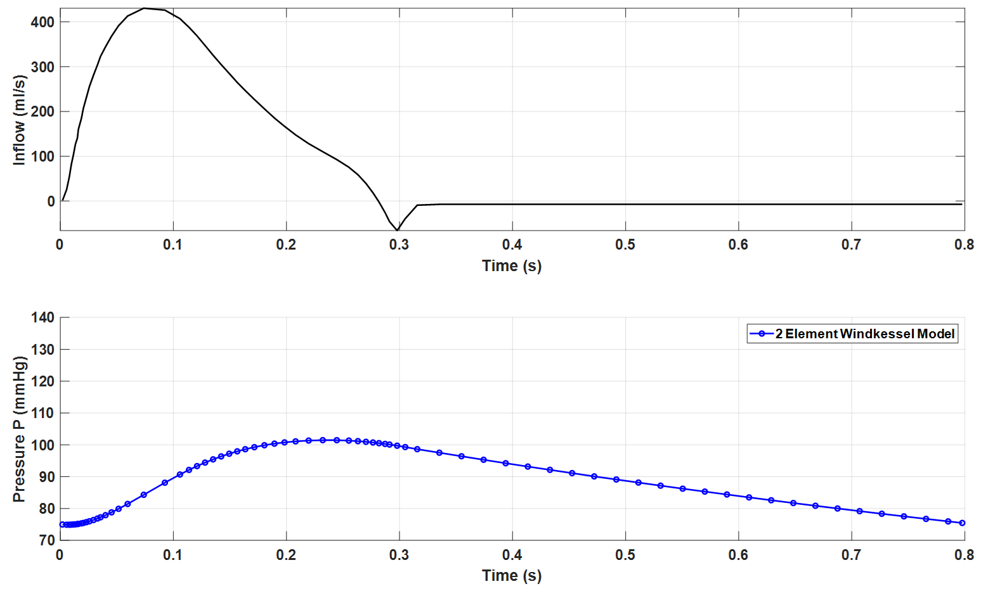 400
300
200
100
0
Inflow (ml/s)
0 0.1 0.2 0.3 0.4 0.5 0.6 0.7 0.8
Time (s)
140
130
120
110
100
90
80
70
Pressure P (mmHg)
2 Element Windkessel Model
0 0.1 0.2 0.3 0.4 0.5 0.6 0.7 0.8
Time (s)